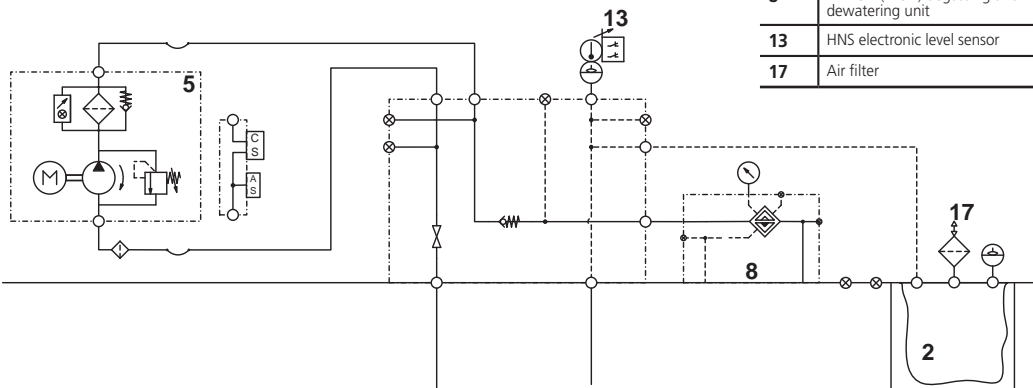 dewatering unit
13 HNS electronic level sensor
17 Air filter
13
5
C
S
A
S
M
17
8
2